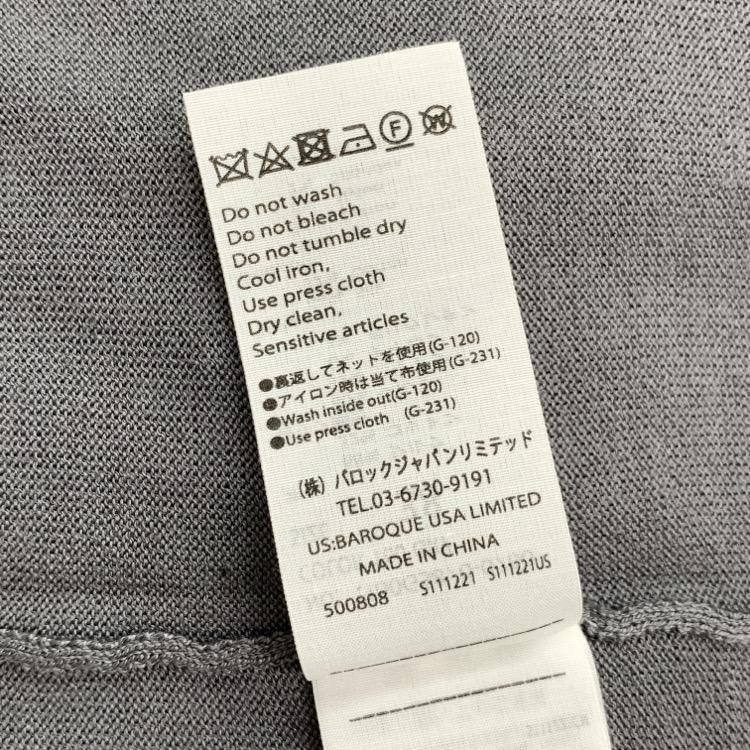 F W
Do not wash
Do not bleach
Do not tumble dry
Cool iron,
Use press cloth
Dry clean,
Sensitive articles
●裏返してネットを使用(G-120)
●アイロン時は当て布使用(G-231)
●Wash inside out(G-120)
●Use press cloth (G-231)
(株) バロックジャパンリミテッド
TEL.03-6730-9191
US:BAROQUE USA LIMITED
MADE IN CHINA
500808 S111221 S111221US